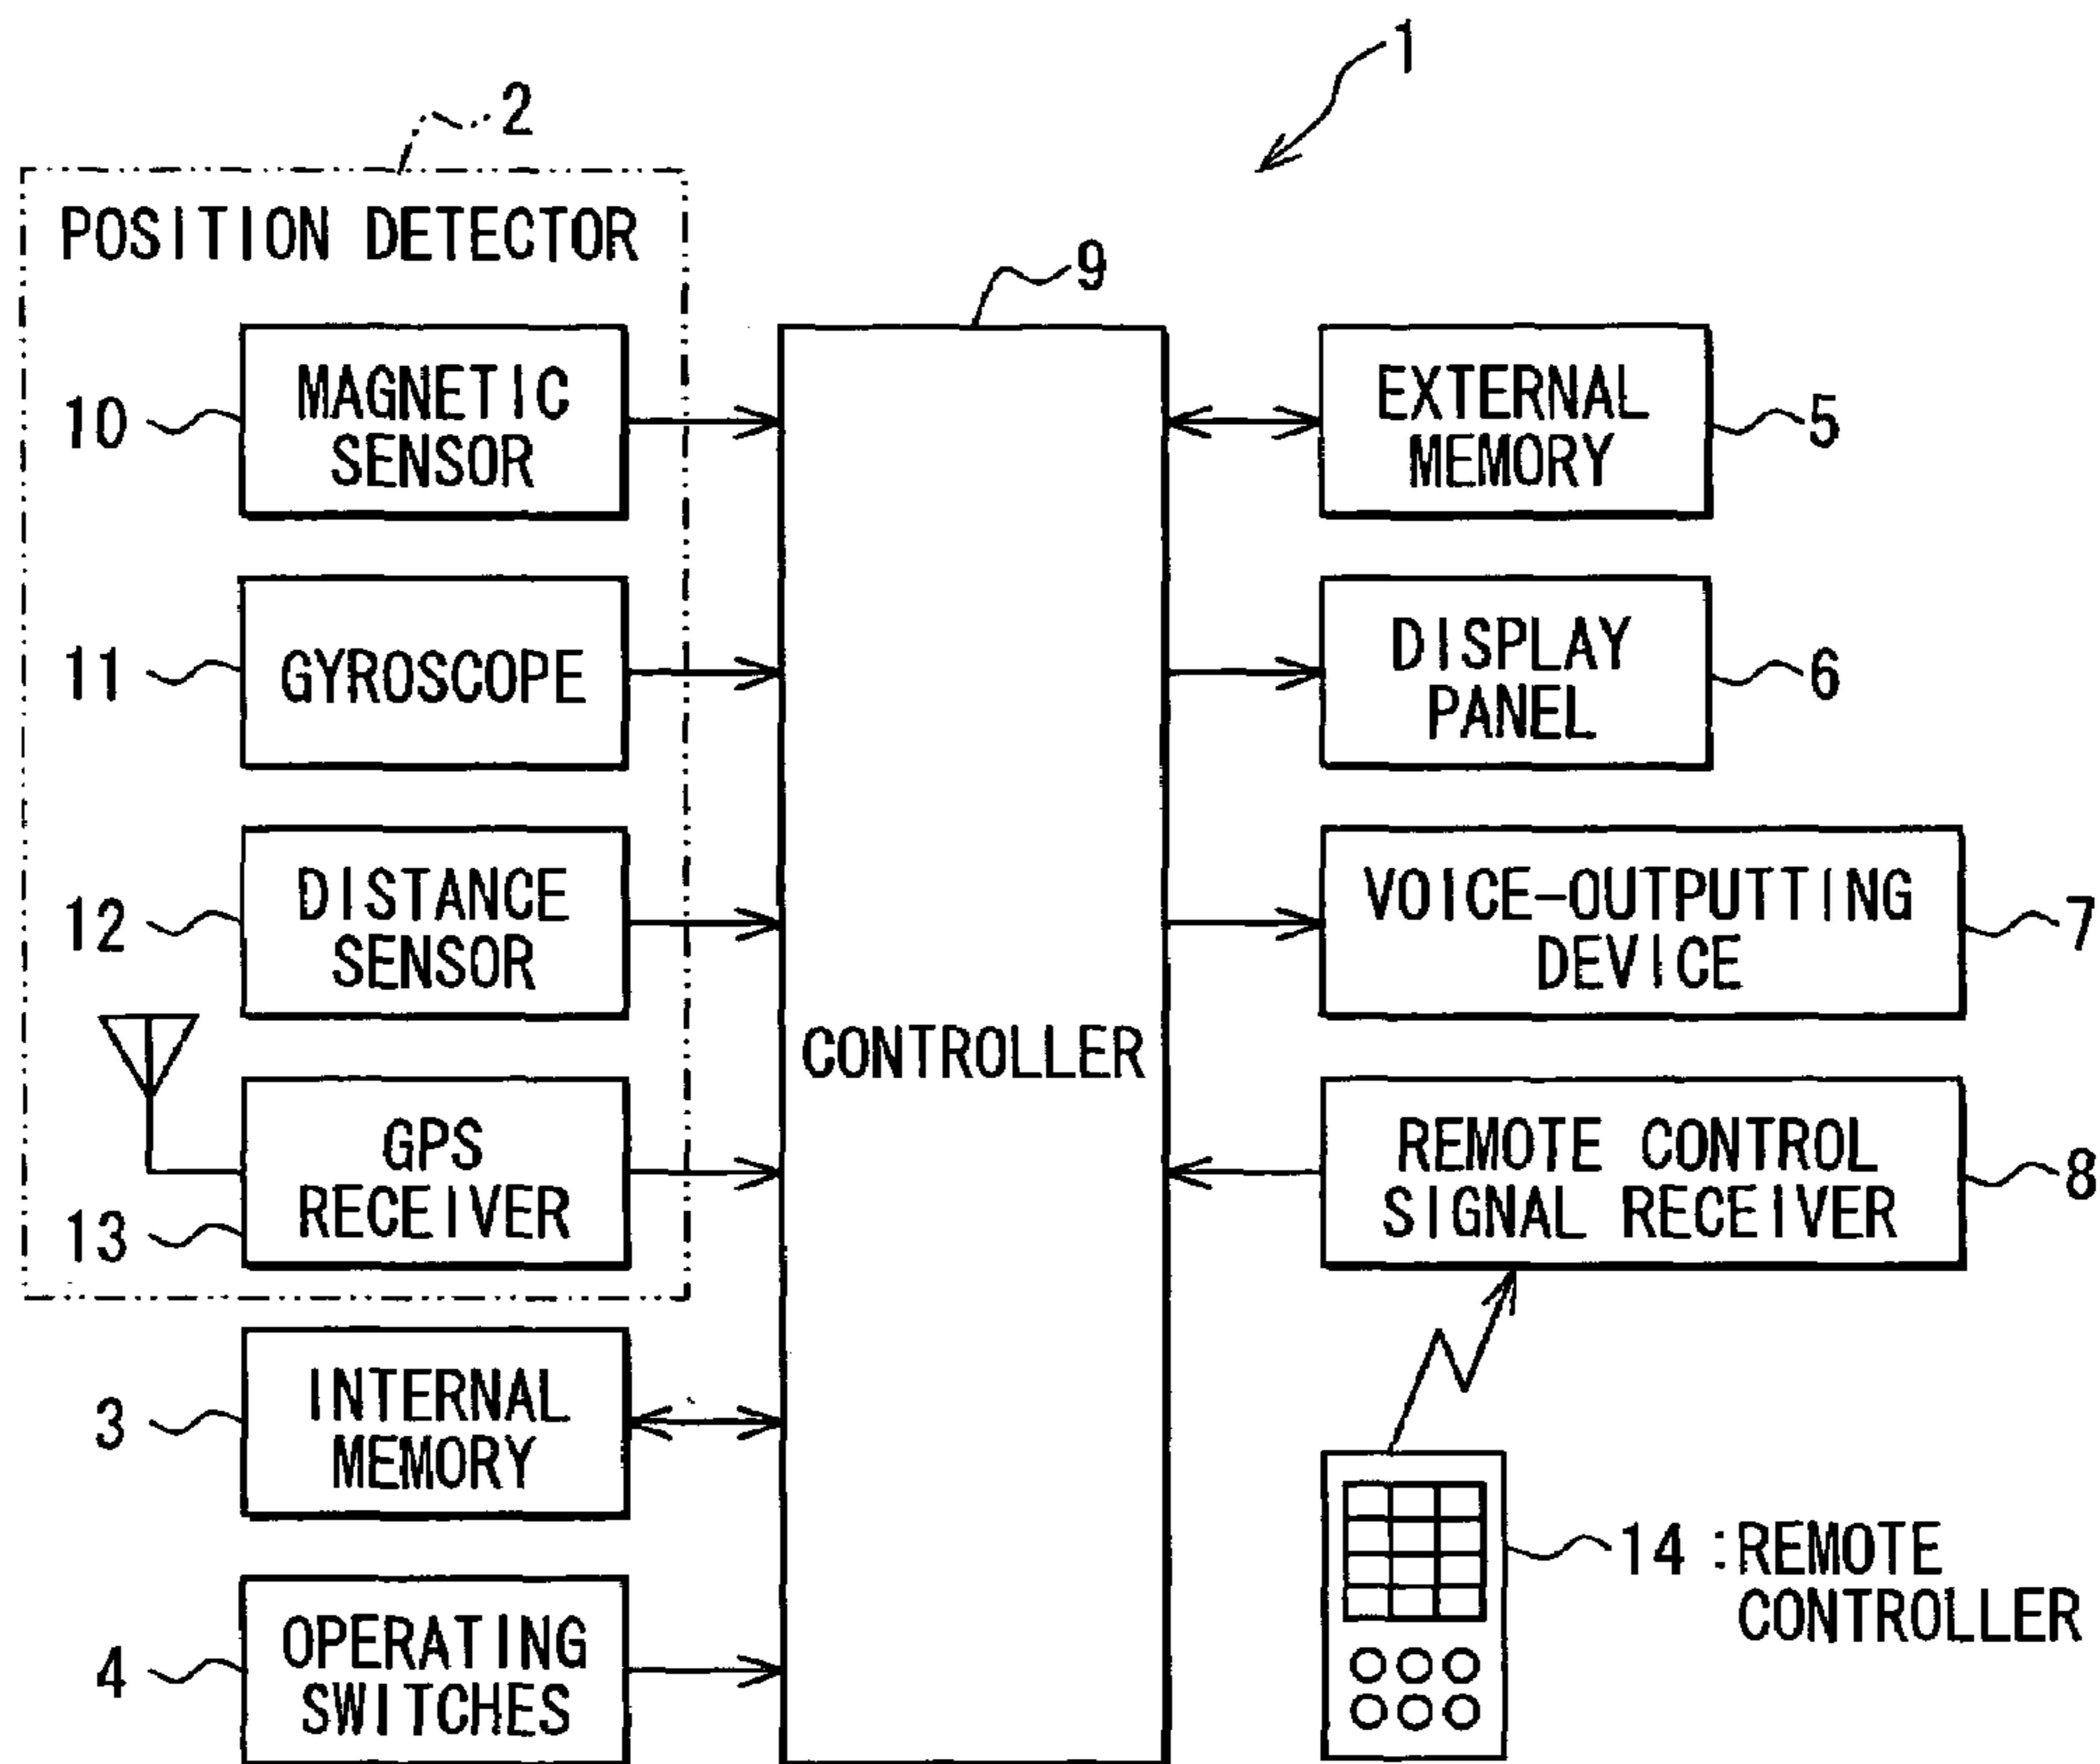 1
2
POSITION DETECTOR
9
10
MAGNETIC
SENSOR
EXTERNAL
MEMORY
5
11
GYROSCOPE
DISPLAY
PANEL
6
12
DISTANCE
SENSOR
VOICE-OUTPUTTING
DEVICE
7
CONTROLLER
13
GPS
RECEIVER
REMOTE CONTROL
SIGNAL RECEIVER
8
3
INTERNAL
MEMORY
14 :REMOTE
CONTROLLER
4
OPERATING
SWITCHES